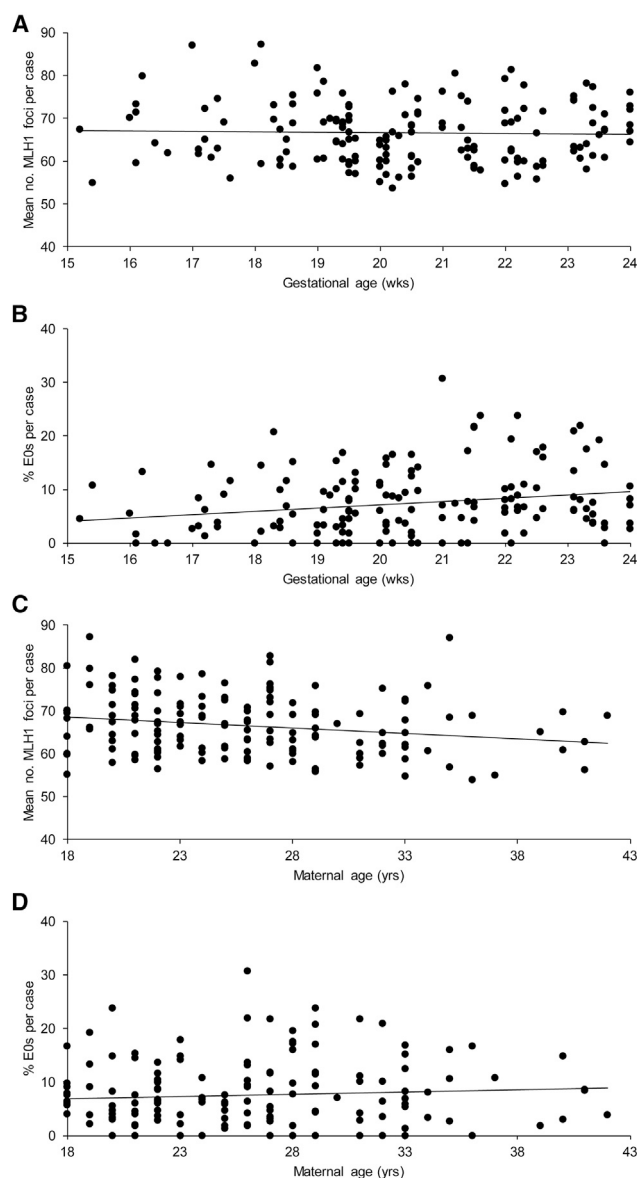 A
Mean no. MLH1 foci per case
90
80
70
60
50
40
15 16 17 18 19 20 21 22 23 24
Gestational age (wks)
B
% E0s per case
40
30
20
10
0
15 16 17 18 19 20 21 22 23 24
Gestational age (wks)
C
Mean no. MLH1 foci per case
90
80
70
60
50
40
18 23 28 33 38 43
Maternal age (yrs)
D
% E0s per case
40
30
20
10
0
18 23 28 33 38 43
Maternal age (yrs)